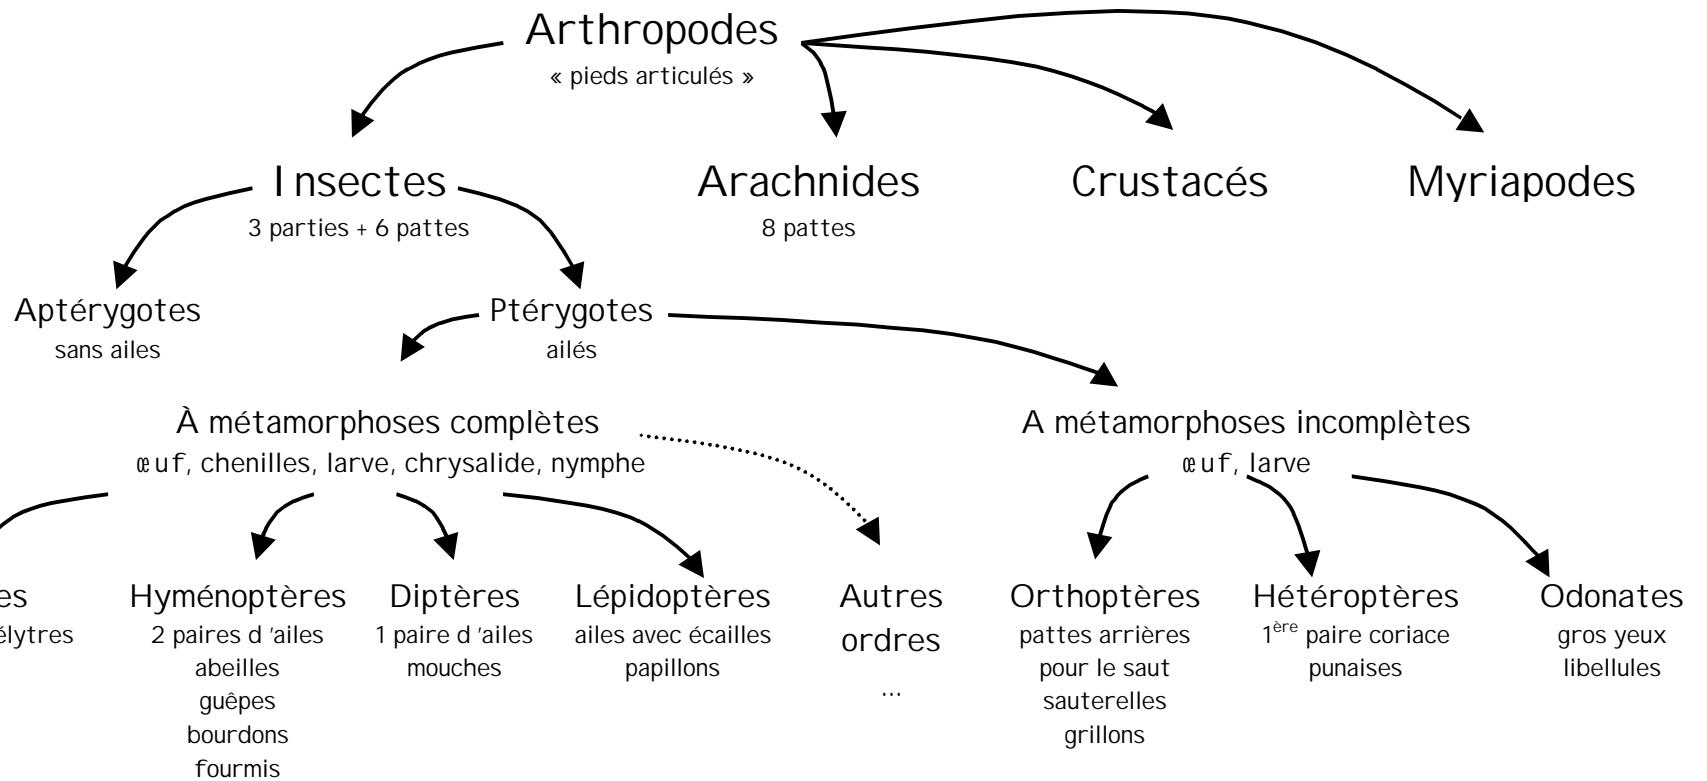 Arthropodes
« pieds articulés »
Insectes
3 parties + 6 pattes
Arachnides
8 pattes
Crustacés
Myriapodes
Aptérygotes
sans ailes
Ptérygotes
ailés
À métamorphoses complètes
œuf, chenilles, larve, chrysalide, nymphe
A métamorphoses incomplètes
œuf, larve
es
élytres
Hyménoptères
2 paires d 'ailes
abeilles
guêpes
bourdons
fourmis
Diptères
1 paire d 'ailes
mouches
Lépidoptères
ailes avec écailles
papillons
Autres
ordres
...
Orthoptères
pattes arrières
pour le saut
sauterelles
grillons
Hétéroptères
1ère paire coriace
punaises
Odonates
gros yeux
libellules